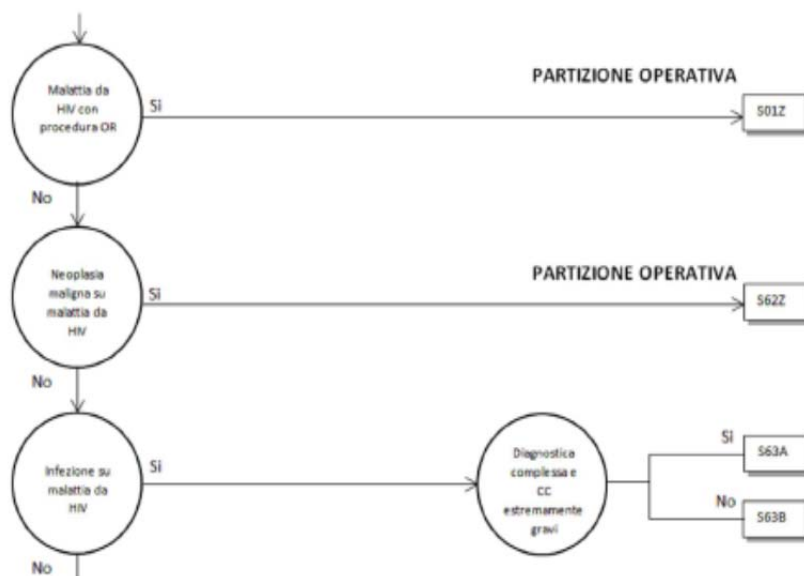 PARTIZIONE OPERATIVA
Malattia da
HIV con
procedura OR
Si
S01Z
No
PARTIZIONE OPERATIVA
Neoplasia
maligna su
malattia da
HIV
Si
S62Z
No
Infezione su
malattia da
HIV
Si
Diagnostica
complessa e
CC
estremamente
gravi
Si
S63A
No
S63B
No